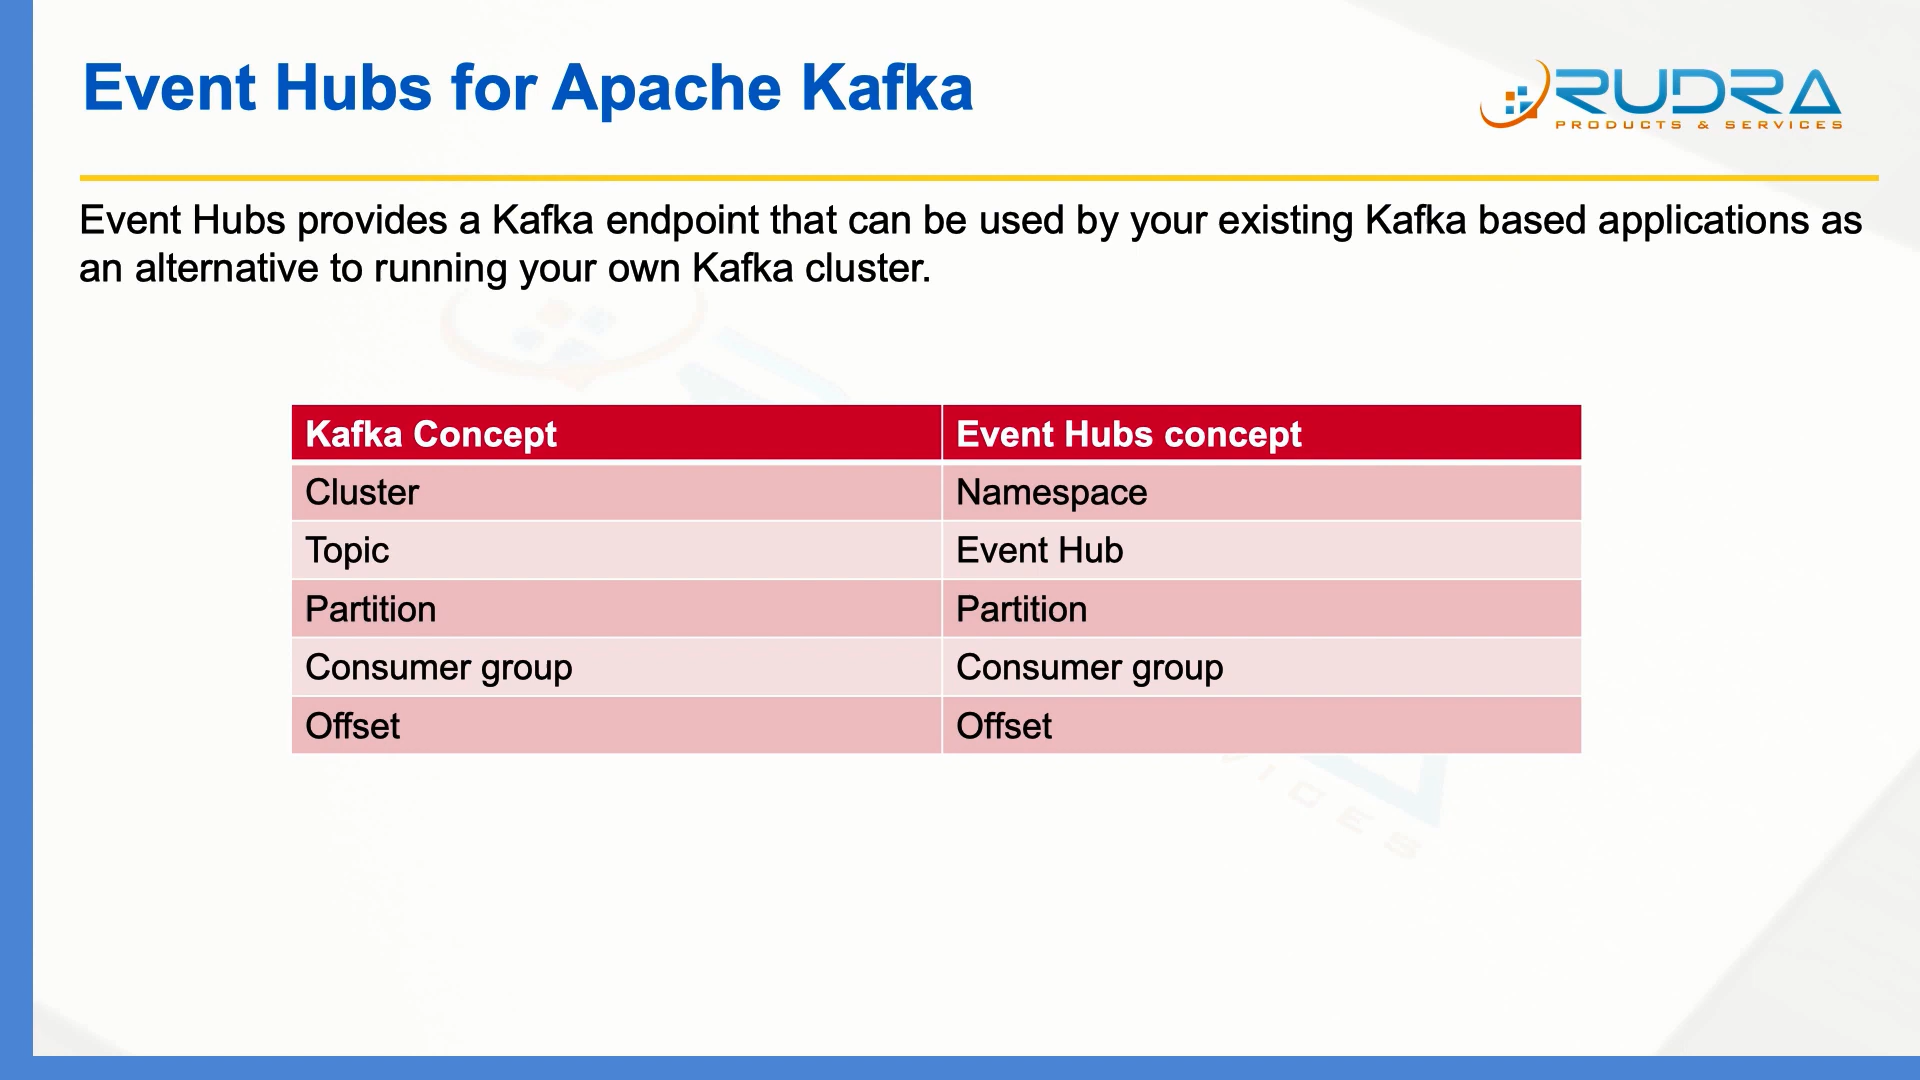 Event Hubs for Apache Kafka
RUDRA
PRODUCTS & SERVICES
Event Hubs provides a Kafka endpoint that can be used by your existing Kafka based applications as
an alternative to running your own Kafka cluster.
Kafka Concept Event Hubs concept
Cluster Namespace
Topic Event Hub
Partition Partition
Consumer group Consumer group
Offset Offset